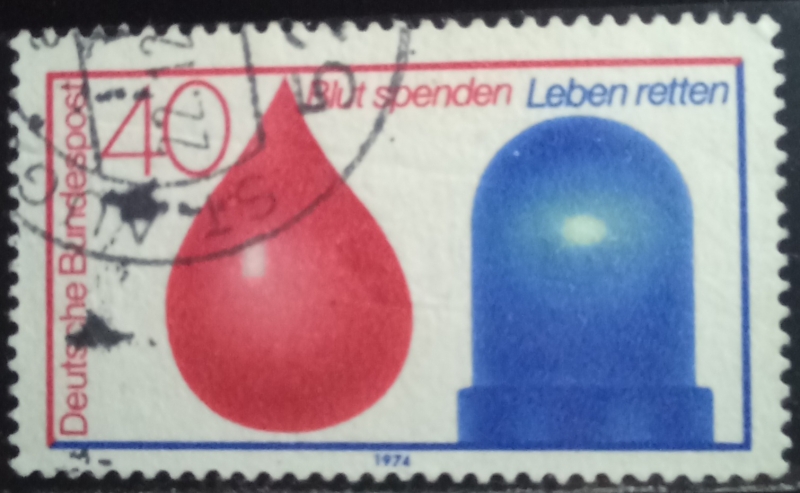 40
Blut spenden Leben retten
Deutsche Bundespost
1974